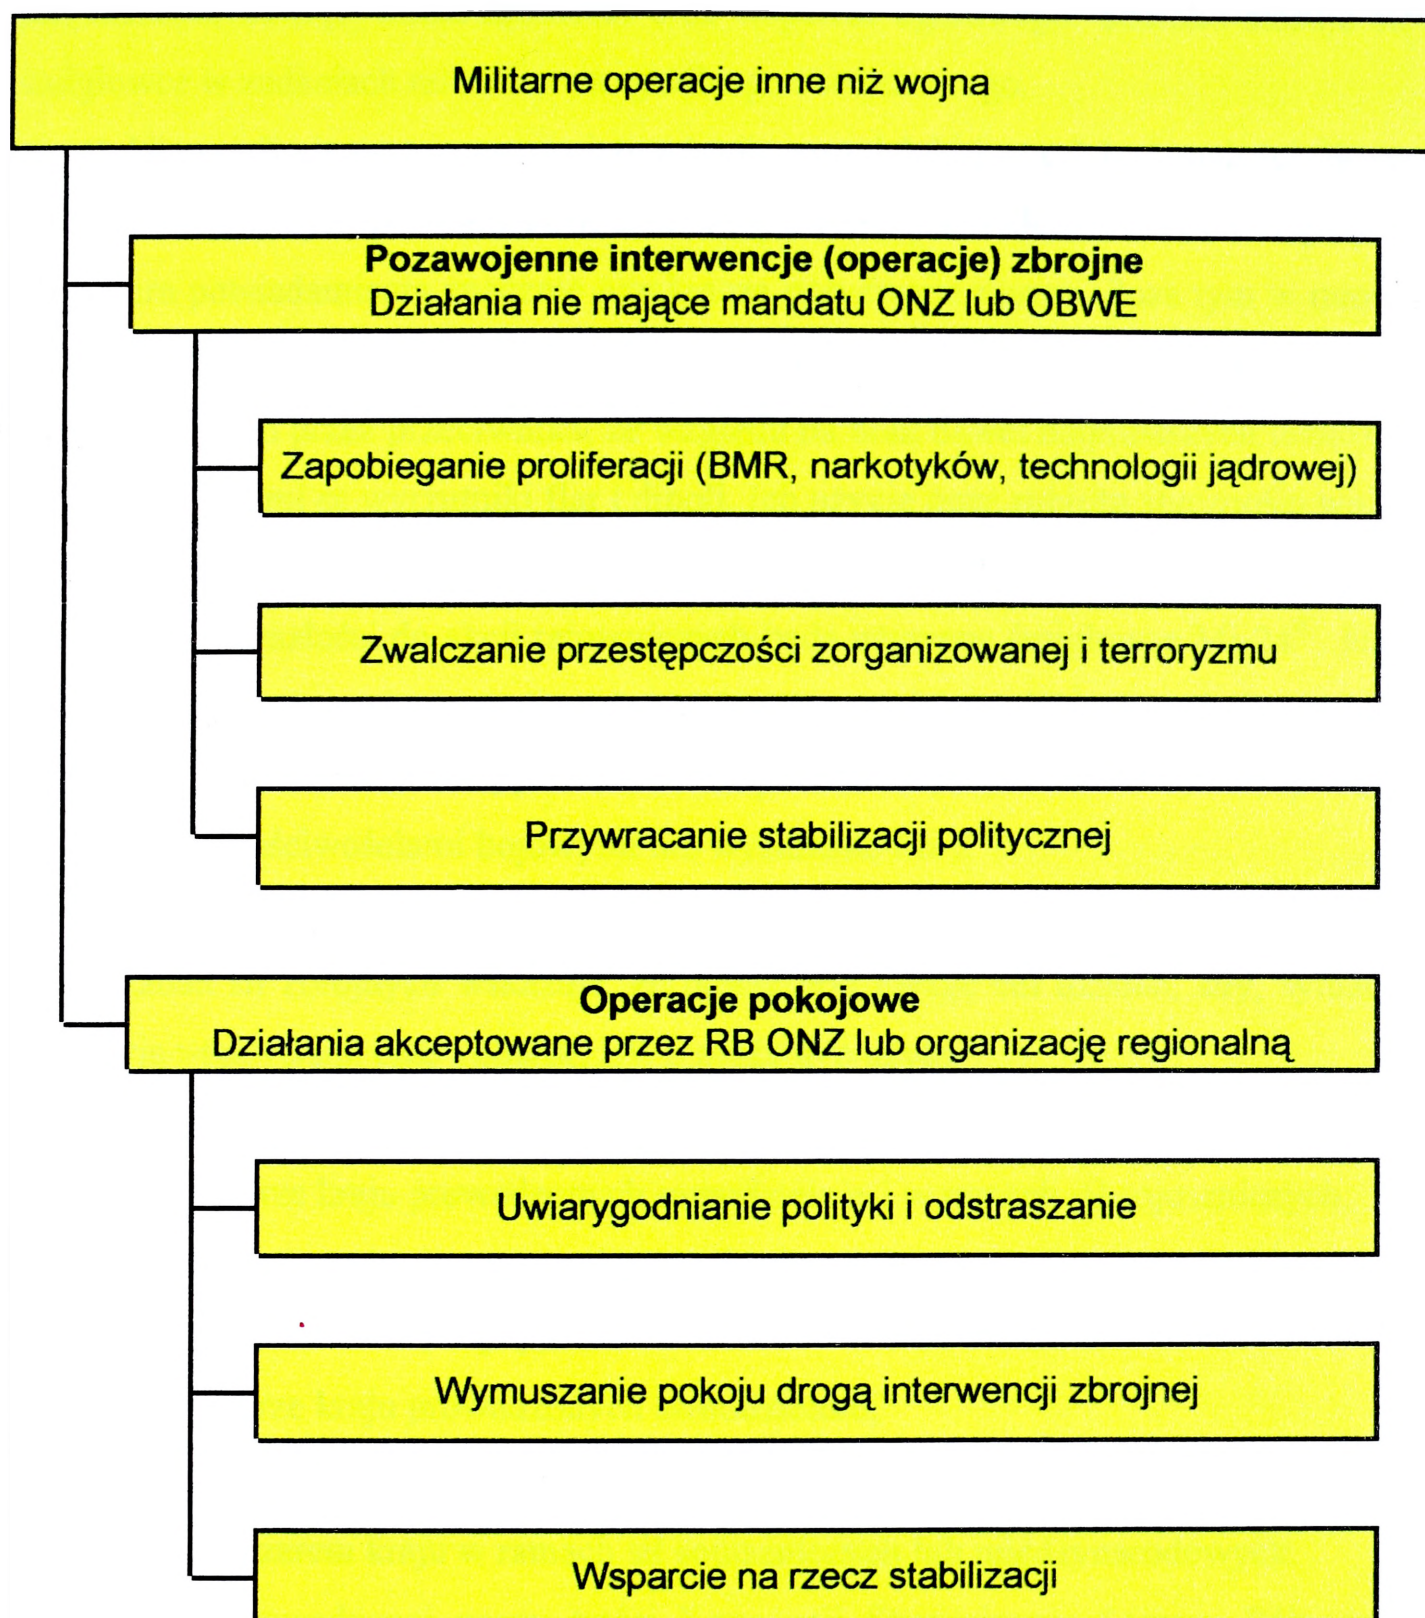 Militarne operacje inne niż wojna
Pozawojenne interwencje (operacje) zbrojne
Działania nie mające mandatu ONZ lub OBWE
Zapobieganie proliferacji (BMR, narkotyków, technologii jądrowej)
Zwalczanie przestępczości zorganizowanej i terroryzmu
Przywracanie stabilizacji politycznej
Operacje pokojowe
Działania akceptowane przez RB ONZ lub organizację regionalną
Uwiarygodnianie polityki i odstraszanie
Wymuszanie pokoju drogą interwencji zbrojnej
Wsparcie na rzecz stabilizacji